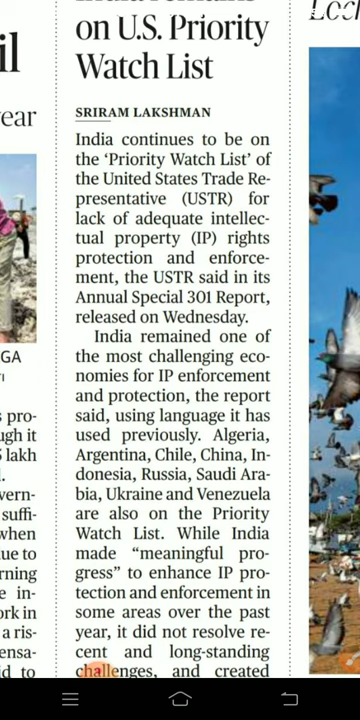 on U.S. Priority
Watch List
SRIRAM LAKSHMAN
India continues to be on
the ‘Priority Watch List’ of
the United States Trade Re-
presentative (USTR) for
lack of adequate intellec-
tual property (IP) rights
protection and enforce-
ment, the USTR said in its
Annual Special 301 Report,
released on Wednesday.
India remained one of
the most challenging eco-
nomies for IP enforcement
and protection, the report
said, using language it has
used previously. Algeria,
Argentina, Chile, China, In-
donesia, Russia, Saudi Ara-
bia, Ukraine and Venezuela
are also on the Priority
Watch List. While India
made “meaningful pro-
gress” to enhance IP pro-
tection and enforcement in
some areas over the past
year, it did not resolve re-
cent and long-standing
challenges, and created
il
year
GA
s pro-
ugh it
lakh
vern-
suffi-
when
ue to
rning
e in-
ork in
a ris-
ensa-
id to